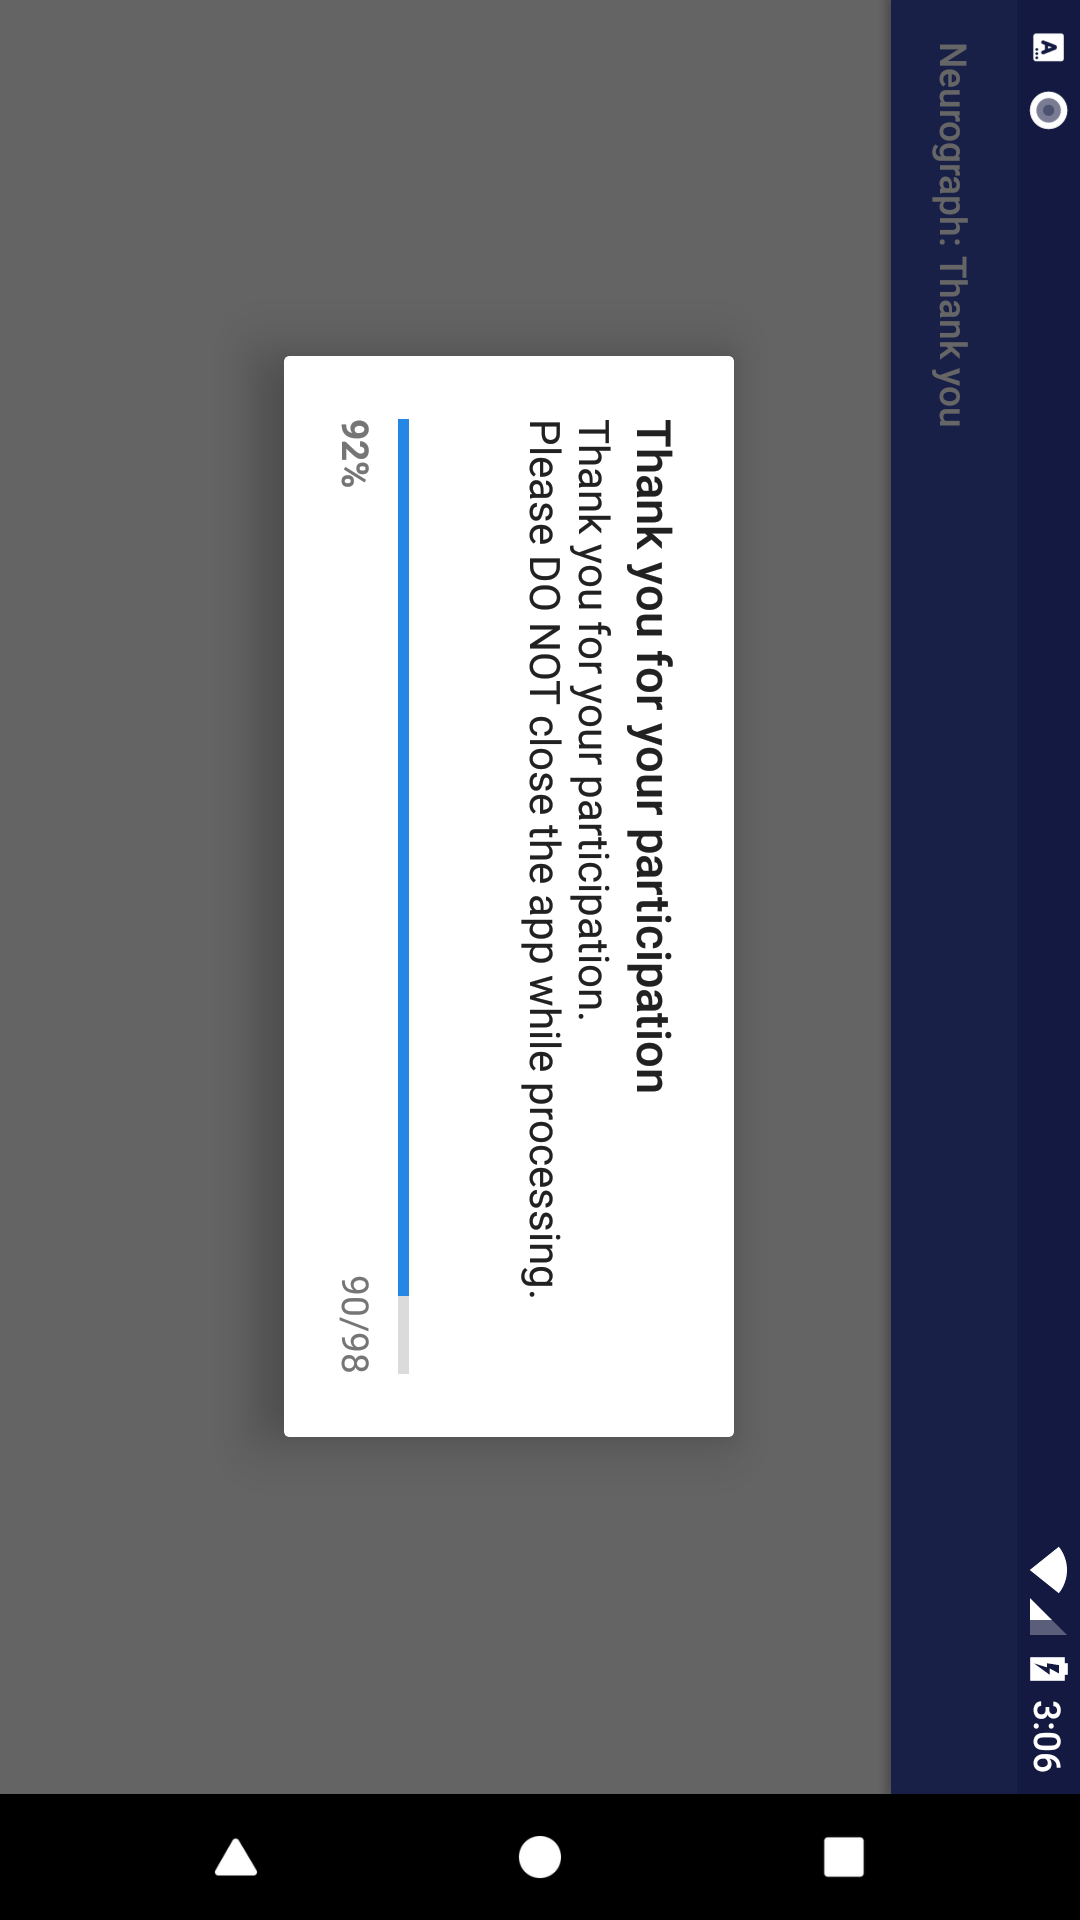 3:06
Neurograph: Thank you
Thank you for your participation
Thank you for your participation.
Please DO NOT close the app while processing.
92%
90/98